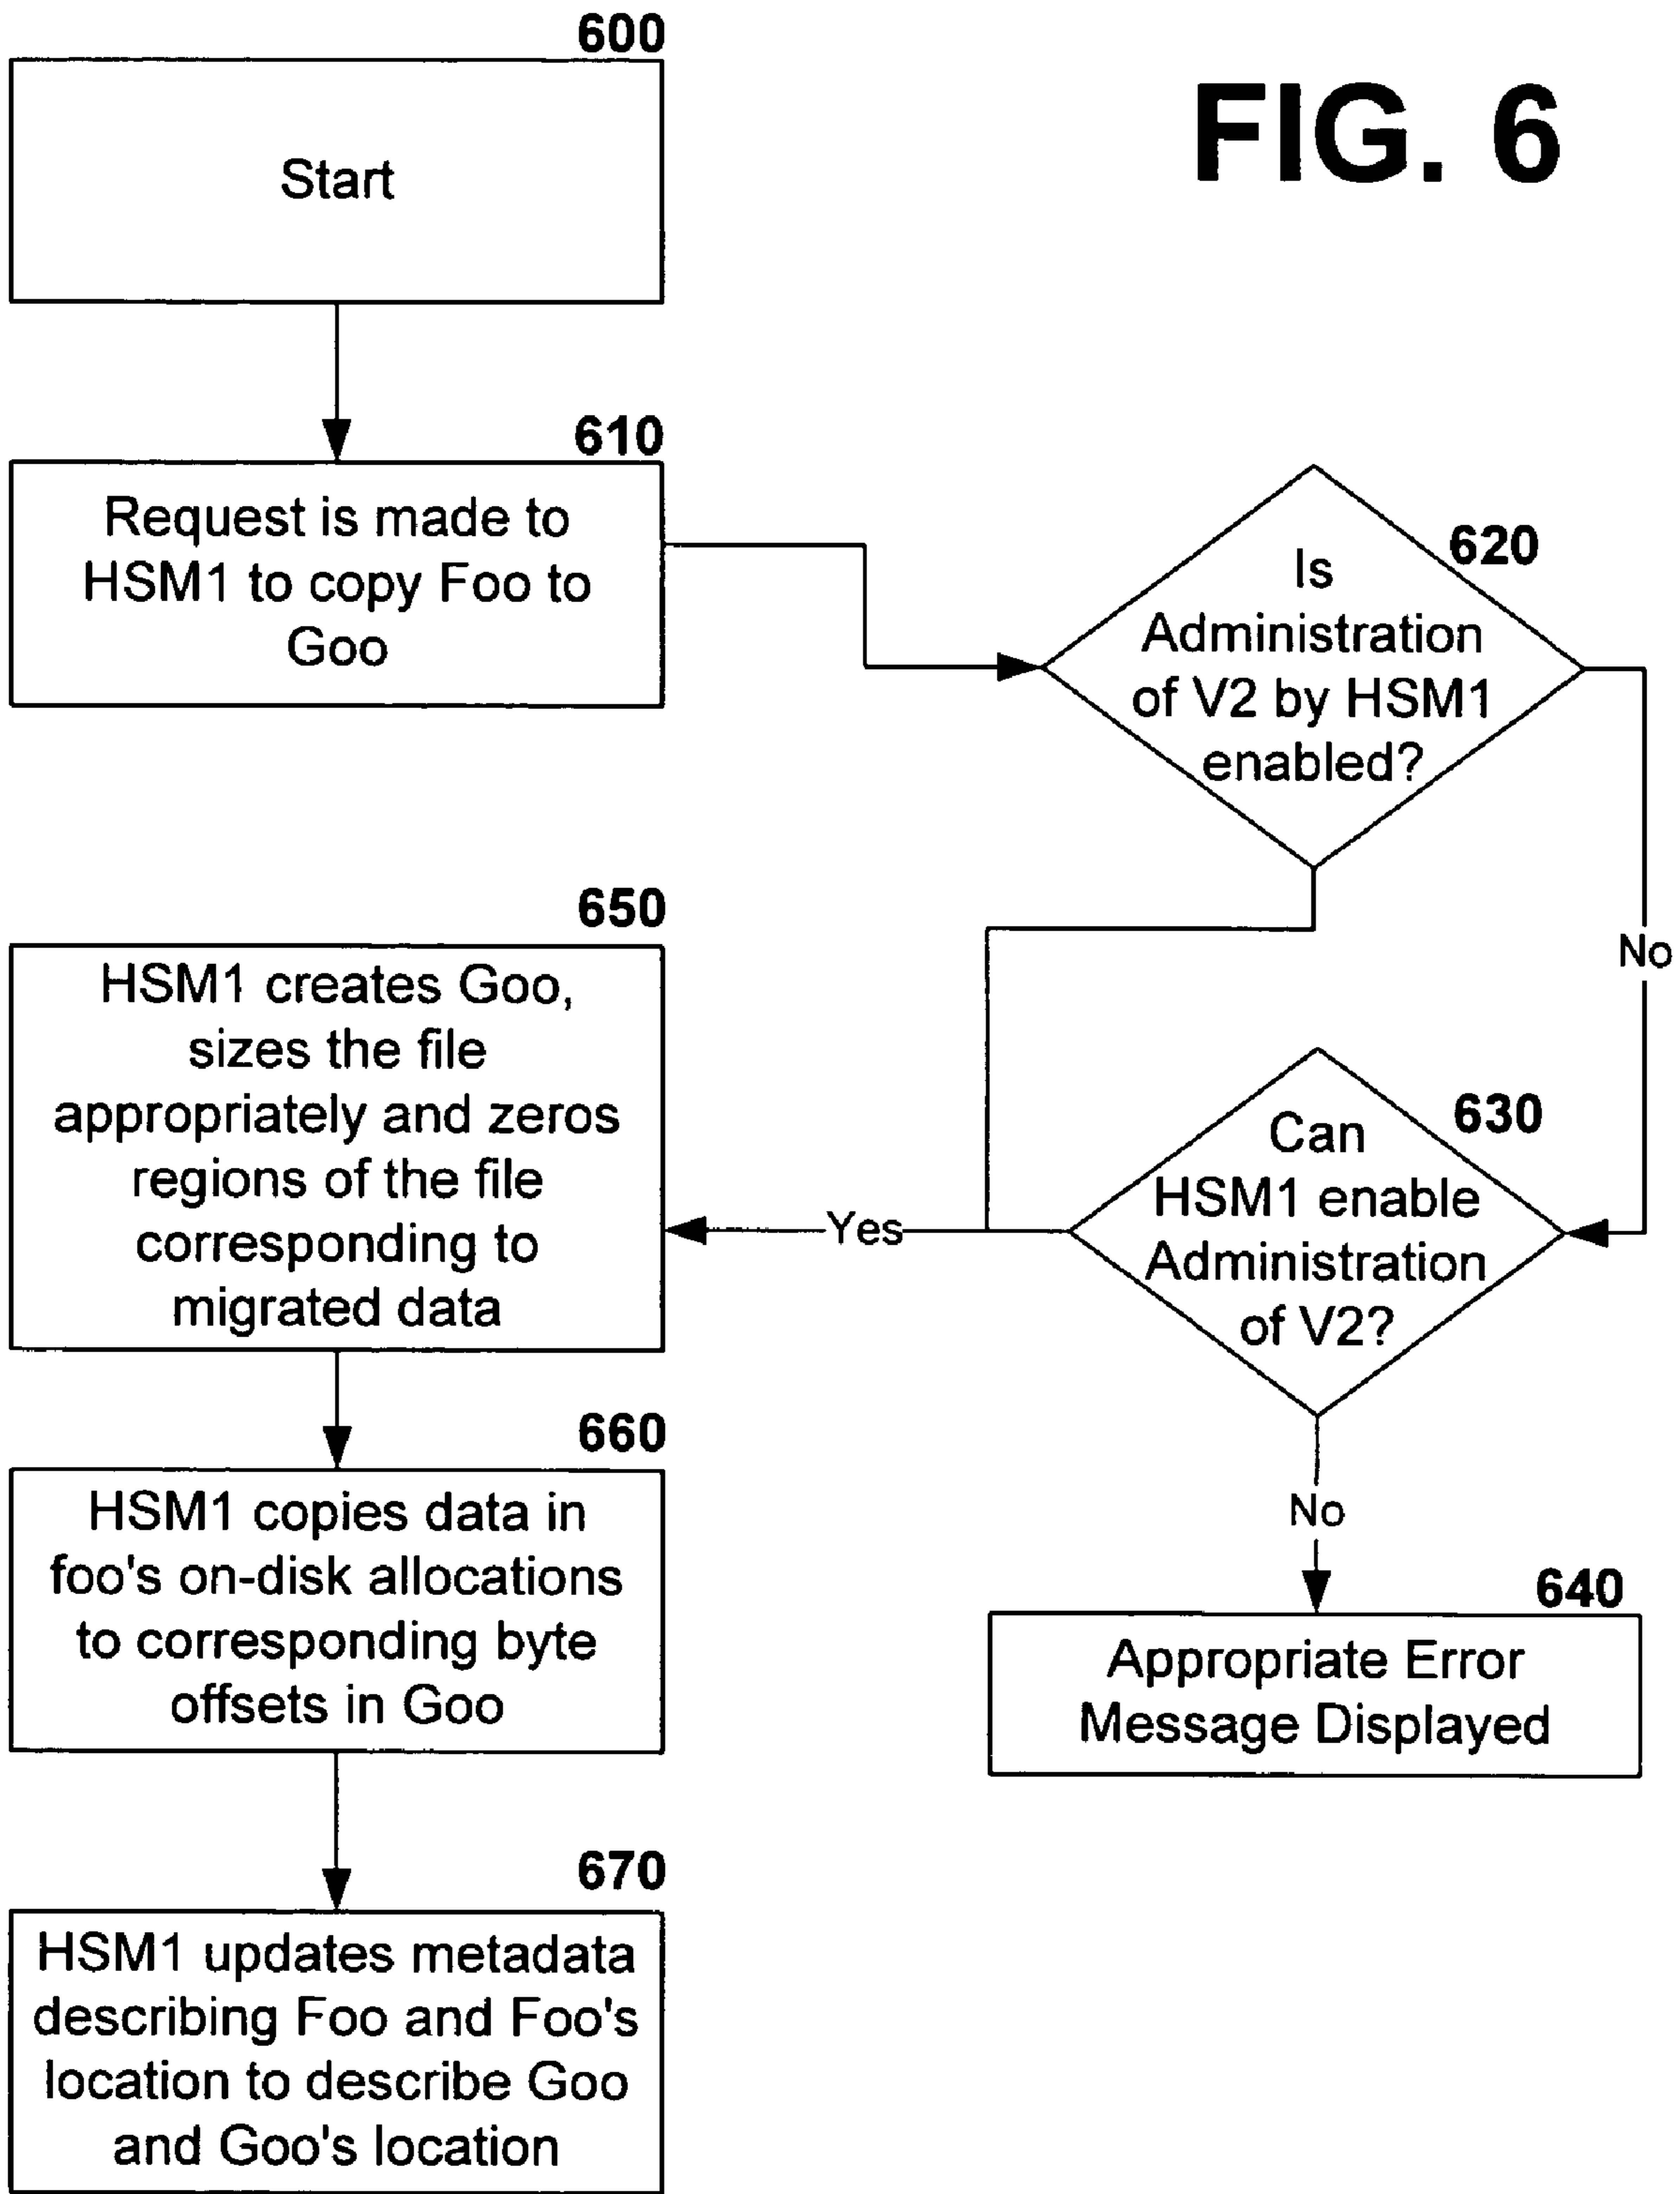 600
FIG. 6
Start
610
Request is made to
HSM1 to copy Foo to
Goo
620
Is
Administration
of V2 by HSM1
enabled?
No
650
HSM1 creates Goo,
sizes the file
appropriately and zeros
regions of the file
corresponding to
migrated data
Yes
630
Can
HSM1 enable
Administration
of V2?
No
640
Appropriate Error
Message Displayed
660
HSM1 copies data in
foo's on-disk allocations
to corresponding byte
offsets in Goo
670
HSM1 updates metadata
describing Foo and Foo's
location to describe Goo
and Goo's location